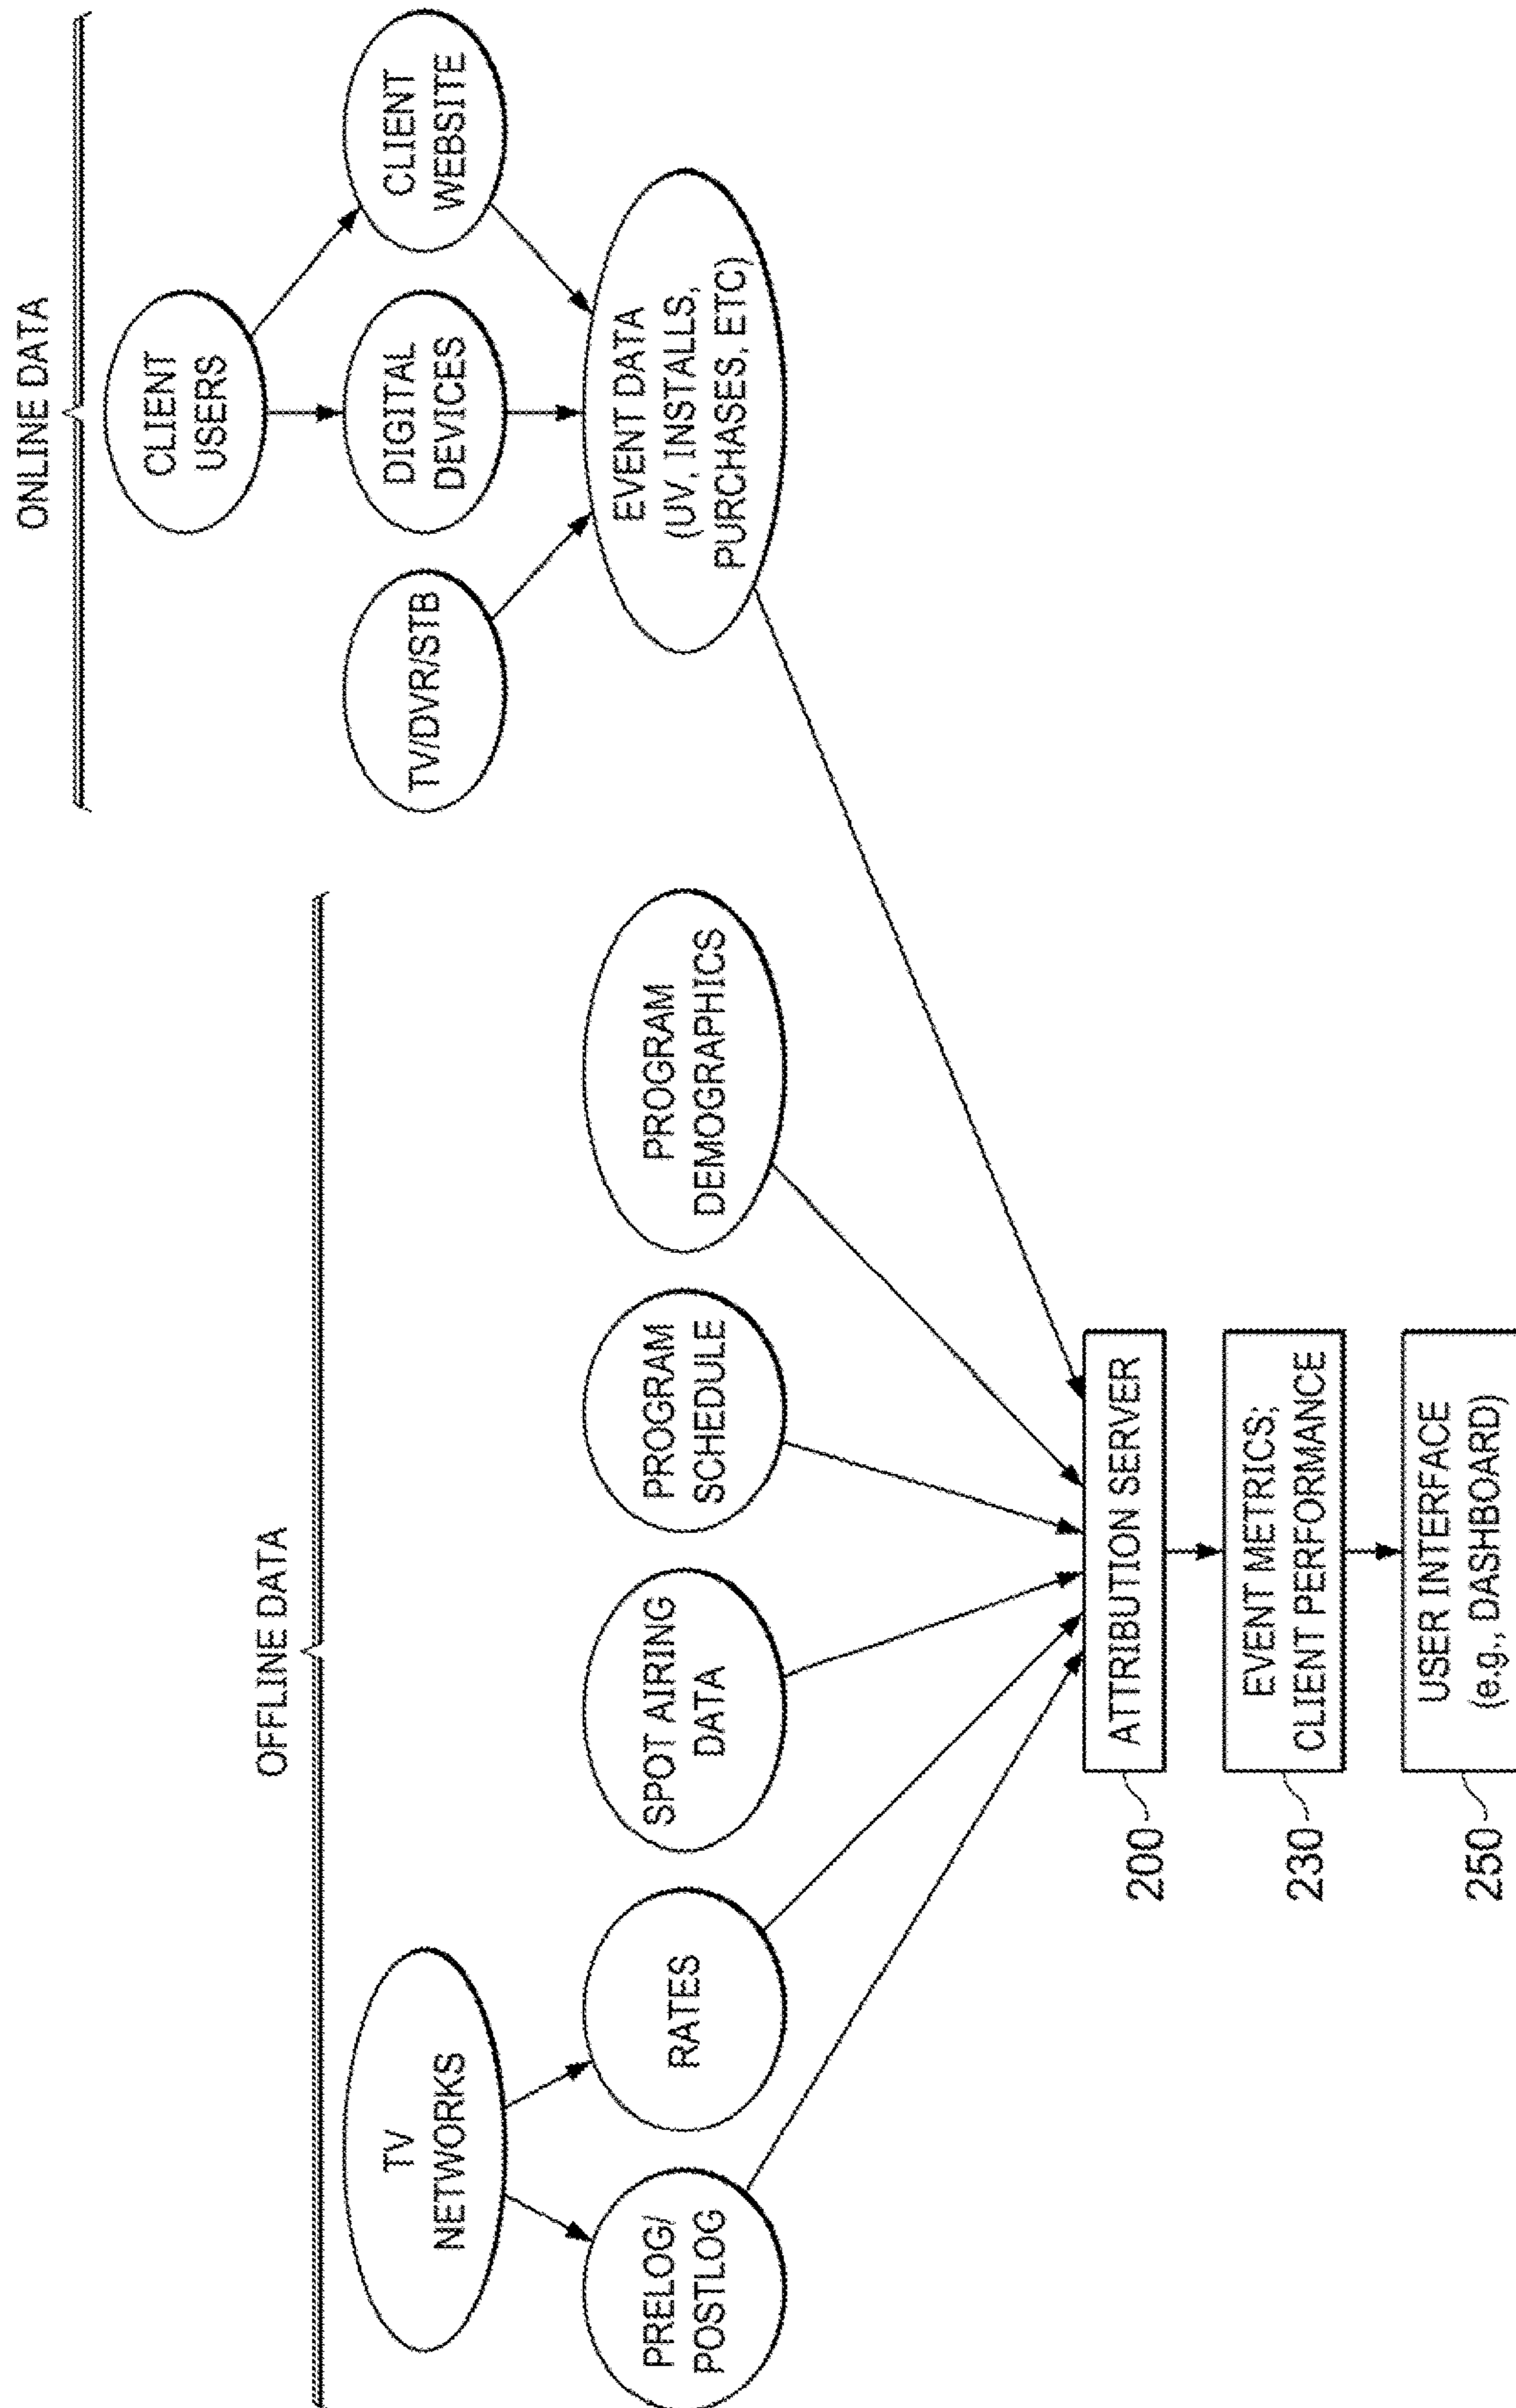 OFFLINE DATA
ONLINE DATA
CLIENT
USERS
TV
NETWORKS
TV/DVR/STB
DIGITAL
DEVICES
CLIENT
WEBSITE
PRELOG/
POSTLOG
RATES
SPOT AIRING
DATA
PROGRAM
SCHEDULE
PROGRAM
DEMOGRAPHICS
EVENT DATA
(UV, INSTALLS,
PURCHASES, ETC)
200
ATTRIBUTION SERVER
230
EVENT METRICS;
CLIENT PERFORMANCE
250
USER INTERFACE
(e.g., DASHBOARD)